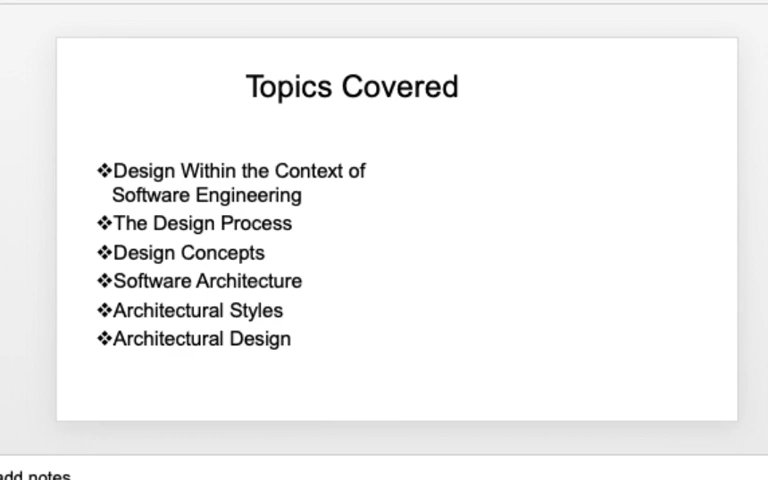 Topics Covered
❖Design Within the Context of
Software Engineering
❖The Design Process
❖Design Concepts
❖Software Architecture
❖Architectural Styles
❖Architectural Design
add notes